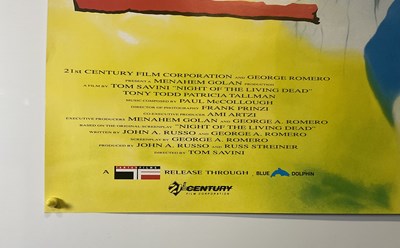 21st CENTURY FILM CORPORATION AND GEORGE ROMERO
PRESENT A MENAHEM GOLAN PRODUCTION
A FILM BY TOM SAVINI "NIGHT OF THE LIVING DEAD"
TONY TODD PATRICIA TALLMAN
MUSIC COMPOSED BY PAUL McCOLLOUGH
DIRECTOR OF PHOTOGRAPHY FRANK PRINZI
CO EXECUTIVE PRODUCER AMI ARTZI
EXECUTIVE PRODUCERS MENAHEM GOLAN AND GEORGE A. ROMERO
BASED ON THE ORIGINAL SCREENPLAY "NIGHT OF THE LIVING DEAD"
WRITTEN BY JOHN A. RUSSO AND GEORGE A. ROMERO
SCREENPLAY BY GEORGE A. ROMERO
PRODUCED BY JOHN A. RUSSO AND RUSS STREINER
DIRECTED BY TOM SAVINI
A RELEASE THROUGH BLUE DOLPHIN
21st CENTURY
FILM CORPORATION